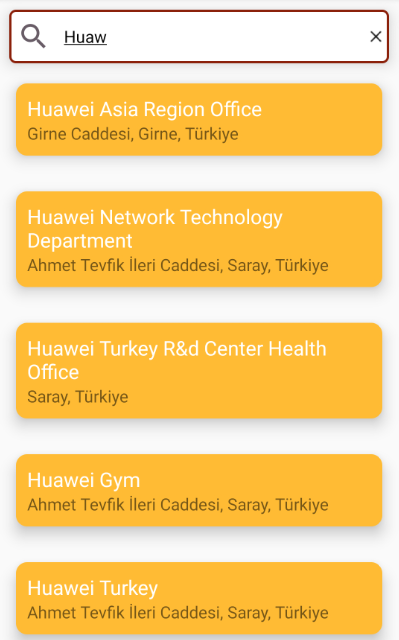 Huaw
Huawei Asia Region Office
Girne Caddesi, Girne, Türkiye
Huawei Network Technology
Department
Ahmet Tevfik İleri Caddesi, Saray, Türkiye
Huawei Turkey R&d Center Health
Office
Saray, Türkiye
Huawei Gym
Ahmet Tevfik İleri Caddesi, Saray, Türkiye
Huawei Turkey
Ahmet Tevfik İleri Caddesi, Saray, Türkiye